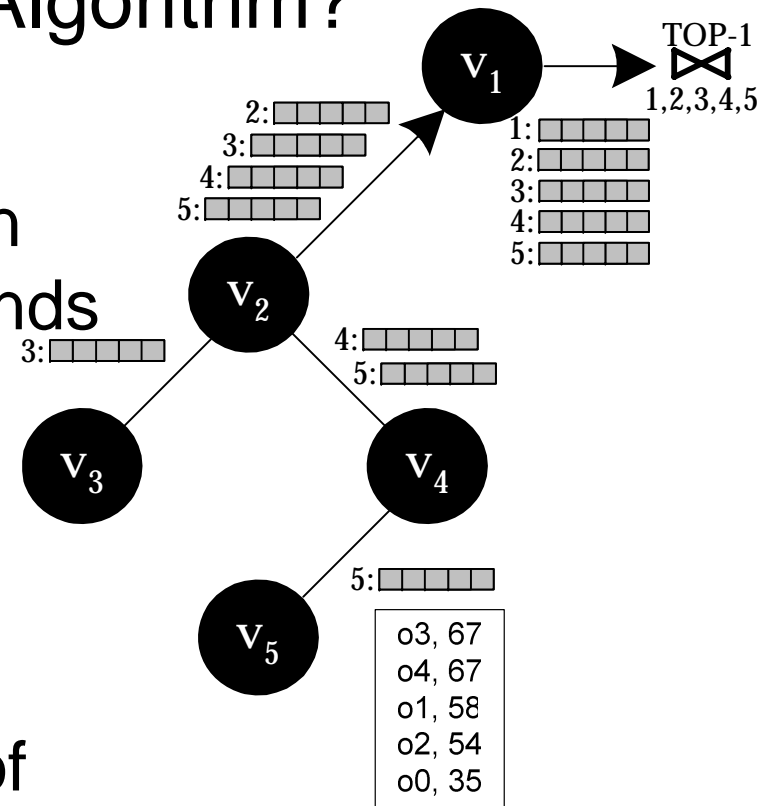 Algorithm?
TOP-1
v1
1,2,3,4,5
2:
3:
4:
5:
1:
2:
3:
4:
5:
v2
nds
3:
4:
5:
v3
v4
5:
v5
o3, 67
o4, 67
o1, 58
o2, 54
o0, 35
of